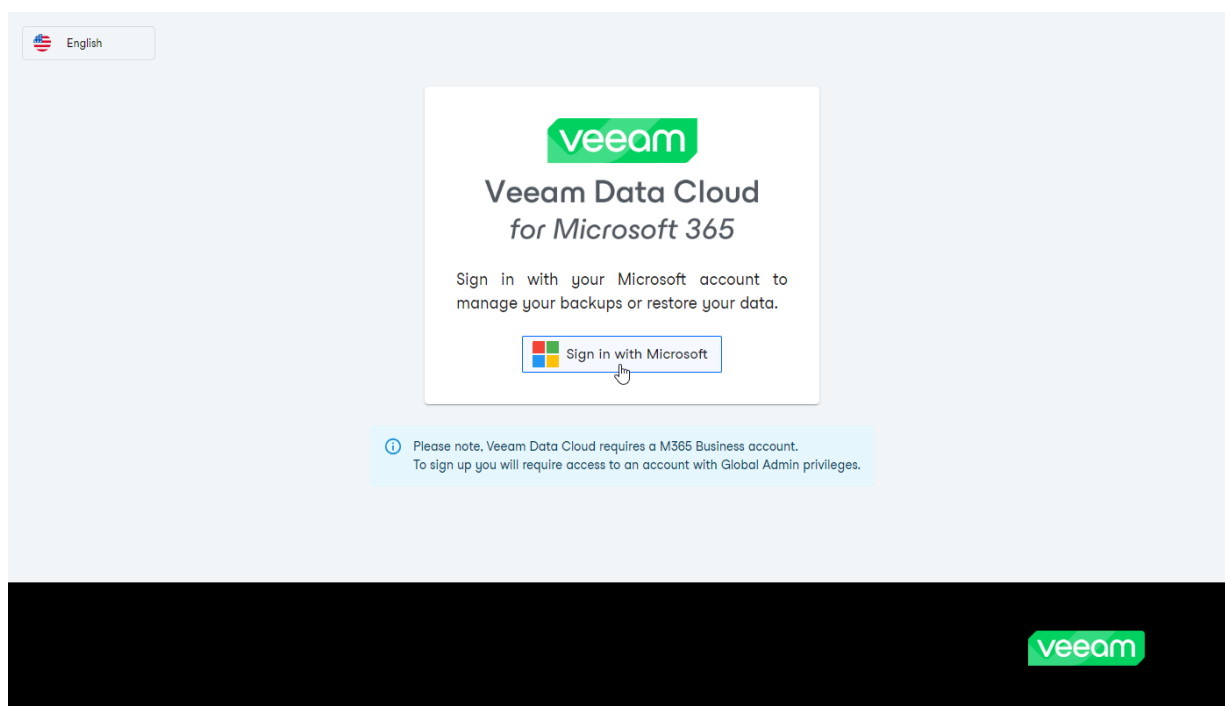 English
veeam
Veeam Data Cloud
for Microsoft 365
Sign in with your Microsoft account to
manage your backups or restore your data.
Sign in with Microsoft
Please note, Veeam Data Cloud requires a M365 Business account.
To sign up you will require access to an account with Global Admin privileges.
veeam